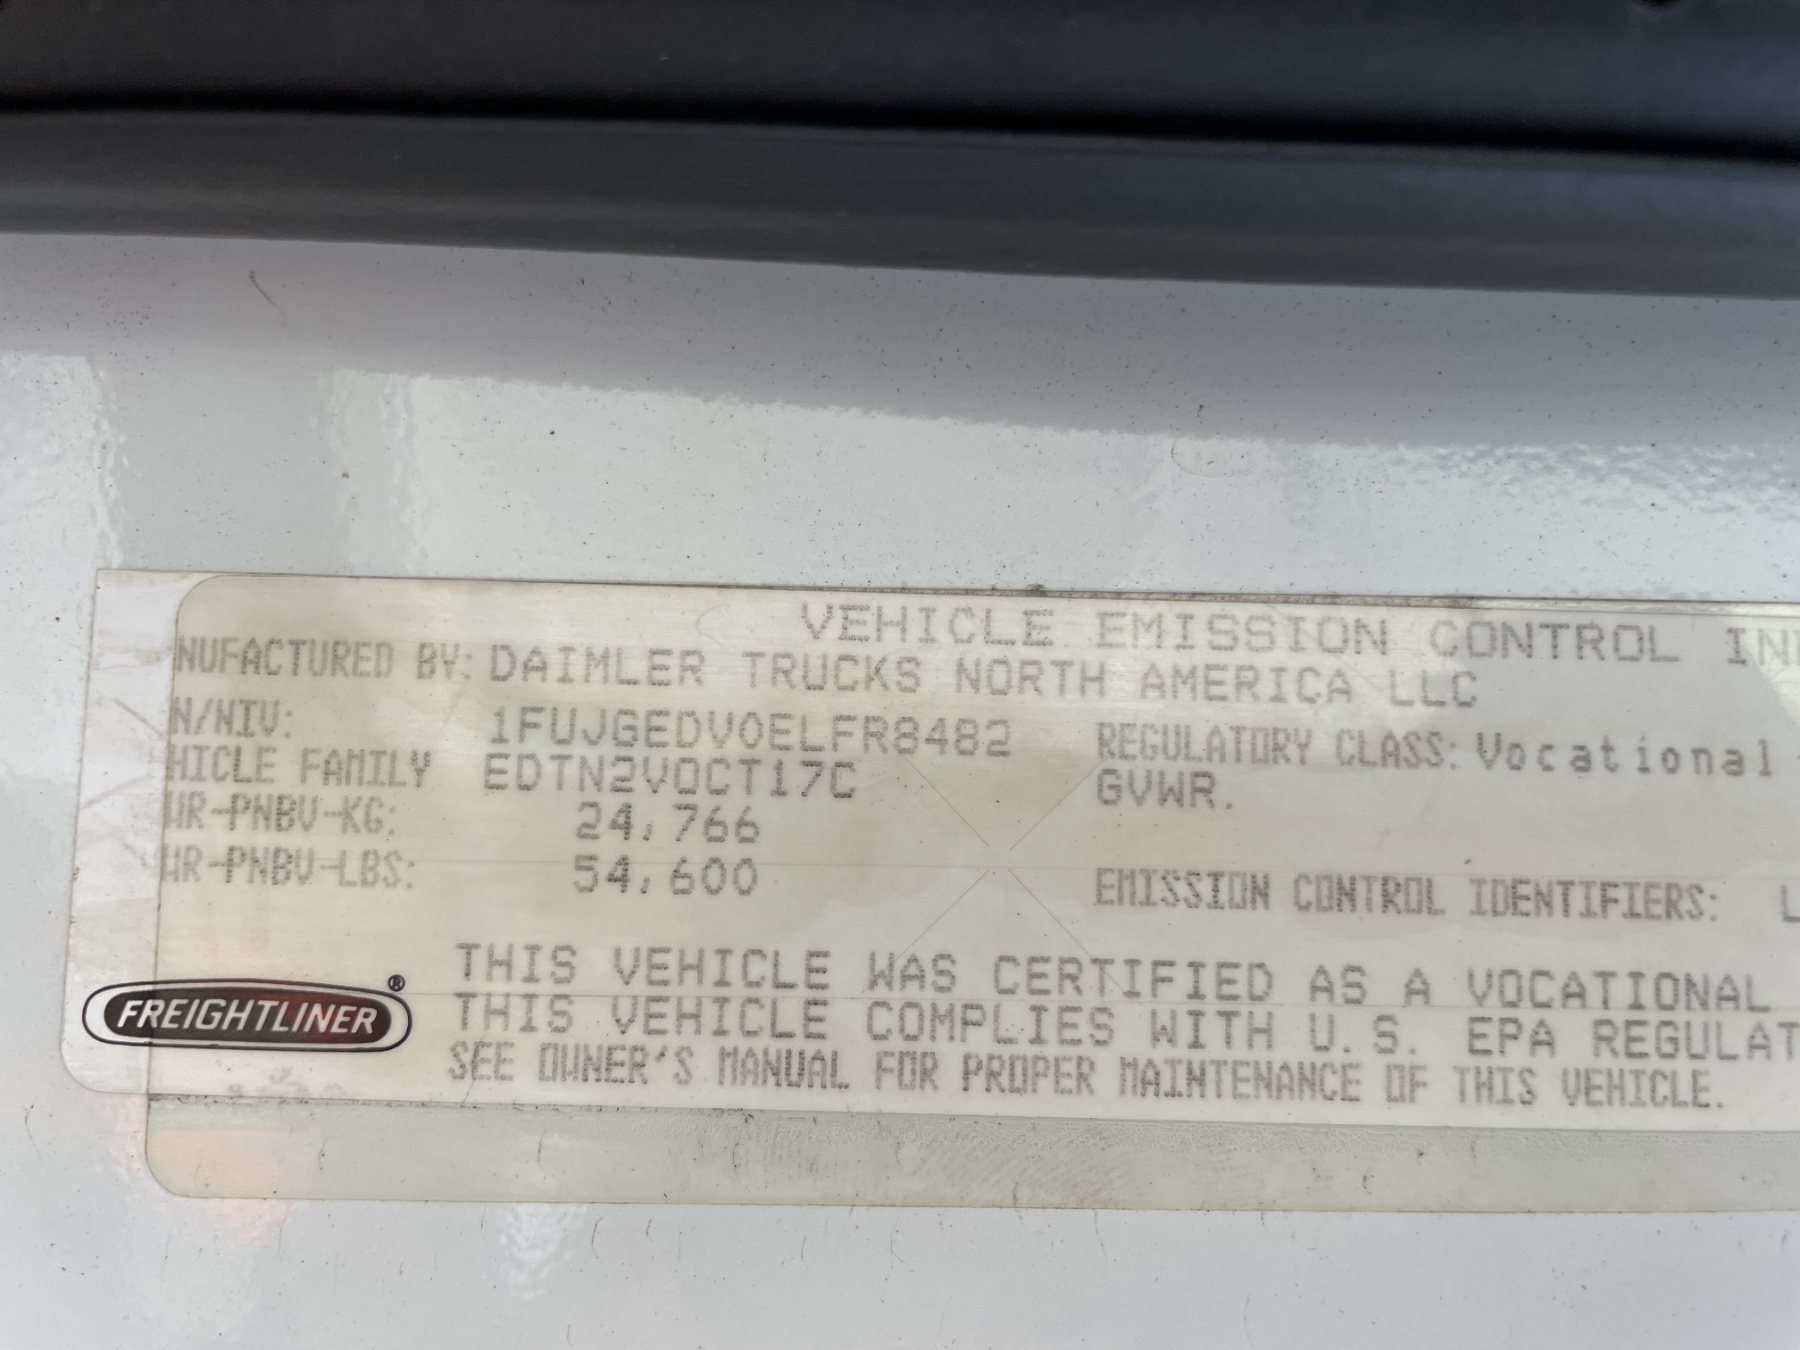 VEHICLE EMISSION CONTROL IN
NUFACTURED BY: DAIMLER TRUCKS NORTH AMERICA LLC
N/NIV: 1FUJGEDV0ELFR8482 REGULATORY CLASS: Vocational
HICLE FAMILY EDTN2VOCT17C GVWR.
WR-PNBV-KG: 24,766
WR-PNBV-LBS: 54,600 EMISSION CONTROL IDENTIFIERS: L
THIS VEHICLE WAS CERTIFIED AS A VOCATIONAL
FREIGHTLINER®
THIS VEHICLE COMPLIES WITH U.S. EPA REGULAT
SEE OWNER'S MANUAL FOR PROPER MAINTENANCE OF THIS VEHICLE.